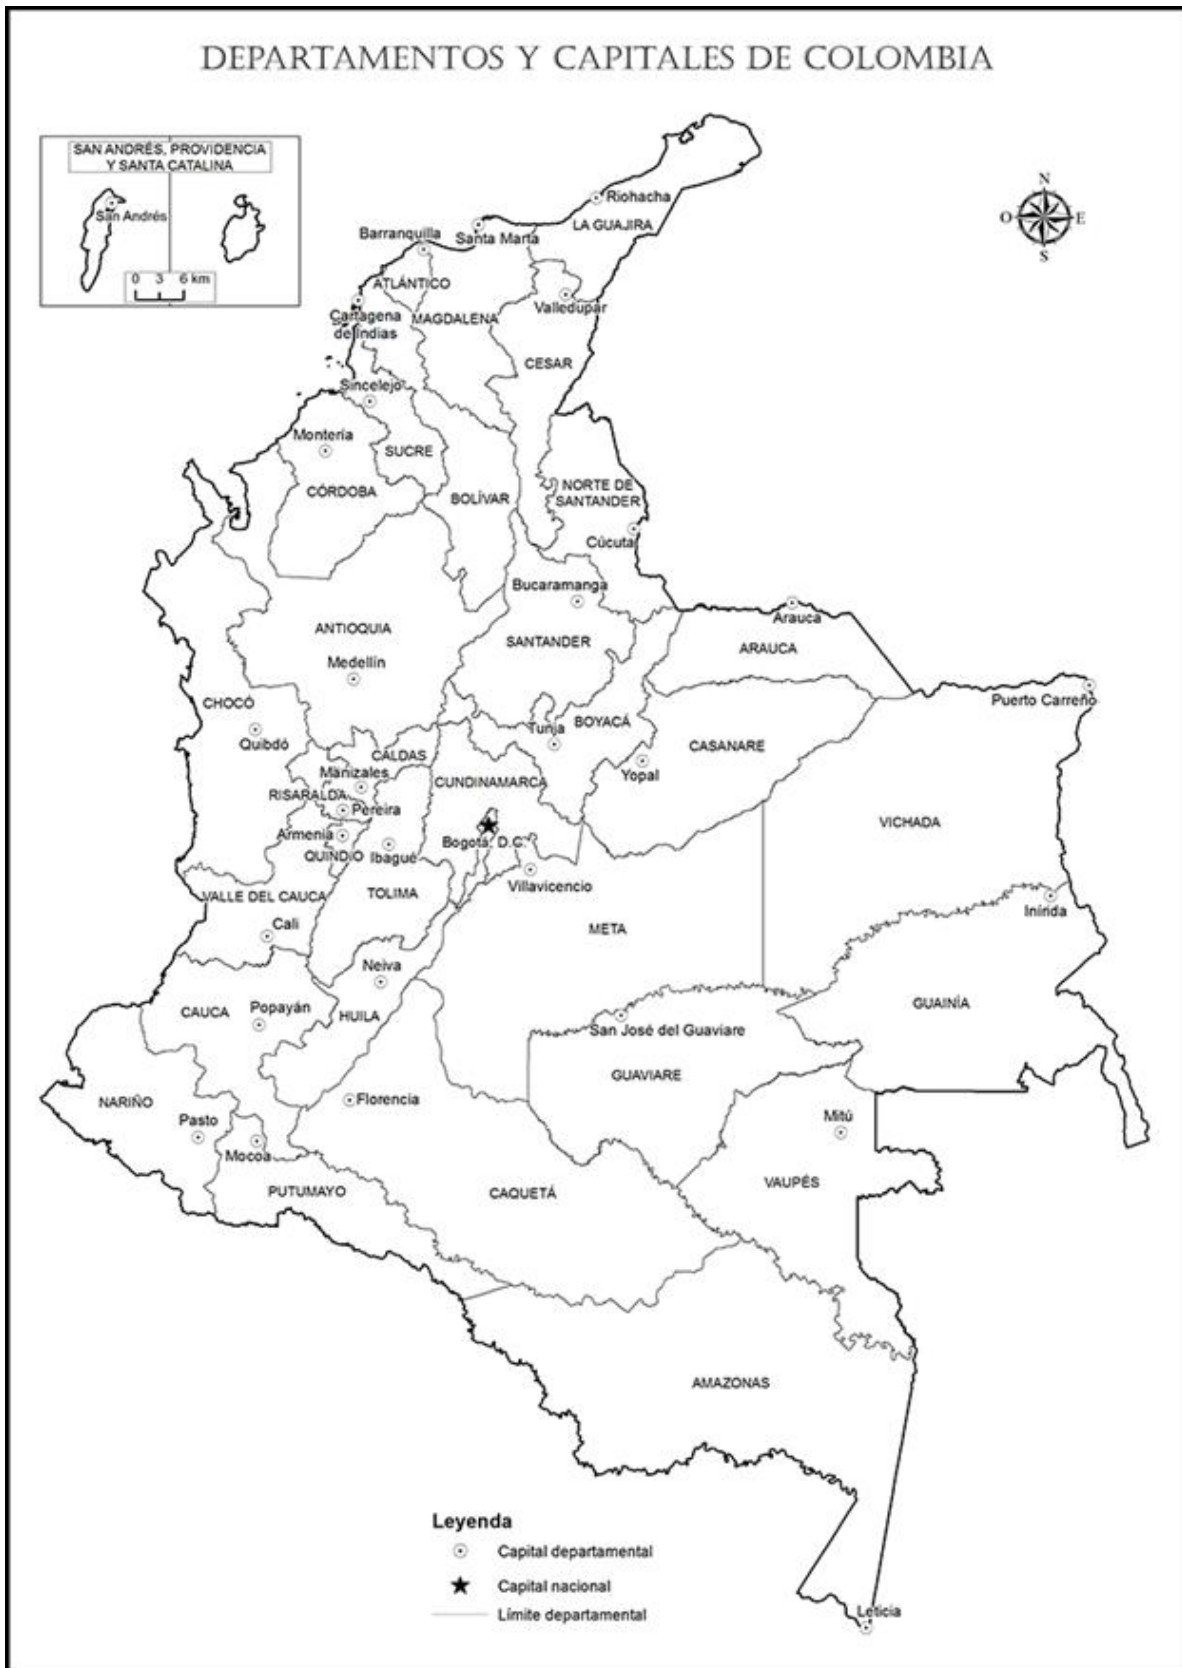 DEPARTAMENTOS Y CAPITALES DE COLOMBIA
SAN ANDRÉS, PROVIDENCIA
Y SANTA CATALINA
San Andrés
0 3 6 km
N
O
E
S
Riohacha
LA GUAJIRA
Santa Marta
Barranquilla
ATLÁNTICO
Cartagena
de Indias
MAGDALENA
Valledupar
CESAR
Sincelejo
Montería
SUCRE
CÓRDOBA
BOLÍVAR
NORTE DE
SANTANDER
Cúcuta
Bucaramanga
SANTANDER
Arauca
ARAUCA
ANTIOQUIA
Medellín
CHOCÓ
Quibdó
Puerto Carreño
BOYACÁ
Tunja
CASANARE
Yopal
CALDAS
Manizales
CUNDINAMARCA
RISARALDA
Pereira
Armenia
QUINDIO
Ibagué
Bogotá, D.C.
VICHADA
Villavicencio
VALLE DEL CAUCA
TOLIMA
Inírida
Cali
META
Neiva
CAUCA
Popayán
HUILA
GUAINÍA
San José del Guaviare
GUAVIARE
NARIÑO
Florencia
Pasto
Mitú
Mocoa
PUTUMAYO
CAQUETÁ
VAUPÉS
AMAZONAS
Leyenda
Capital departamental
Capital nacional
Límite departamental
Leticia